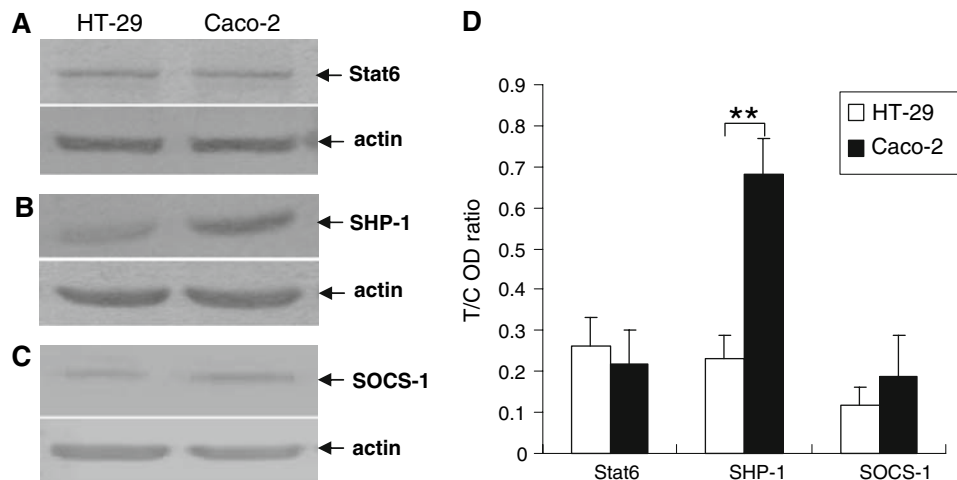 A
HT-29
Caco-2
Stat6
actin
B
SHP-1
actin
C
SOCS-1
actin
D
T/C OD ratio
0.9
0.8
0.7
0.6
0.5
0.4
0.3
0.2
0.1
0
**
HT-29
Caco-2
Stat6
SHP-1
SOCS-1